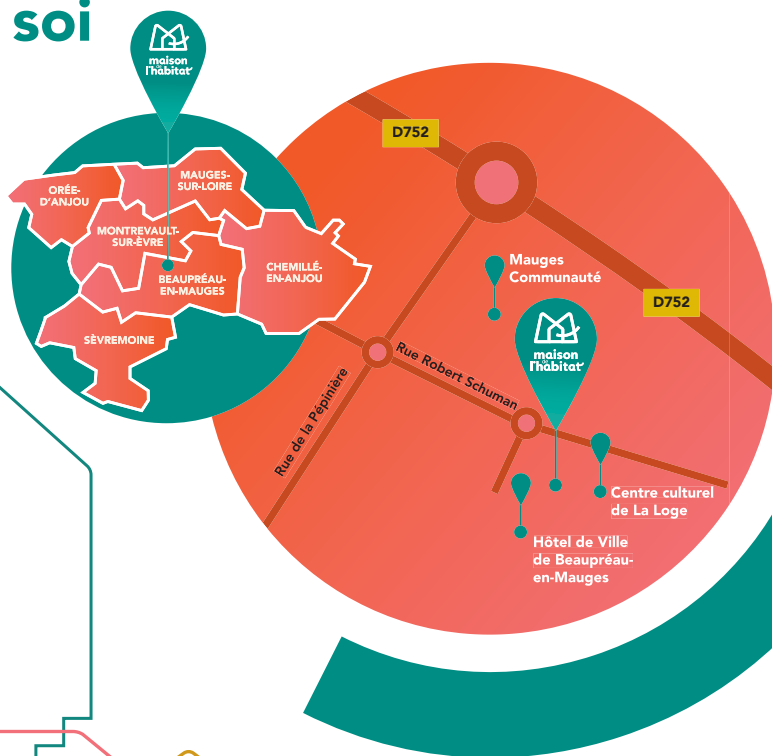 soi
maison
de
l'habitat
ORÉE-
D'ANJOU
MAUGES-
SUR-LOIRE
MONTREVAULT-
SUR-ÈVRE
BEAUPRÉAU-
EN-MAUGES
CHEMILLÉ-
EN-ANJOU
SÈVREMOINE
D752
Mauges
Communauté
D752
maison
de
l'habitat
Rue Robert Schuman
Rue de la Pépinière
Centre culturel
de La Loge
Hôtel de Ville
de Beaupréau-
en-Mauges